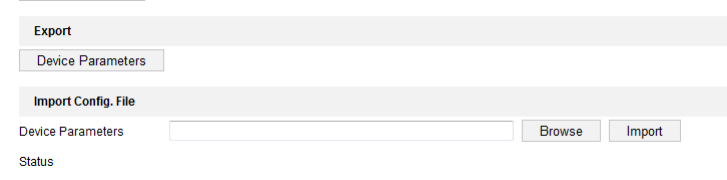 Export
Device Parameters
Import Config. File
Device Parameters Browse Import
Status